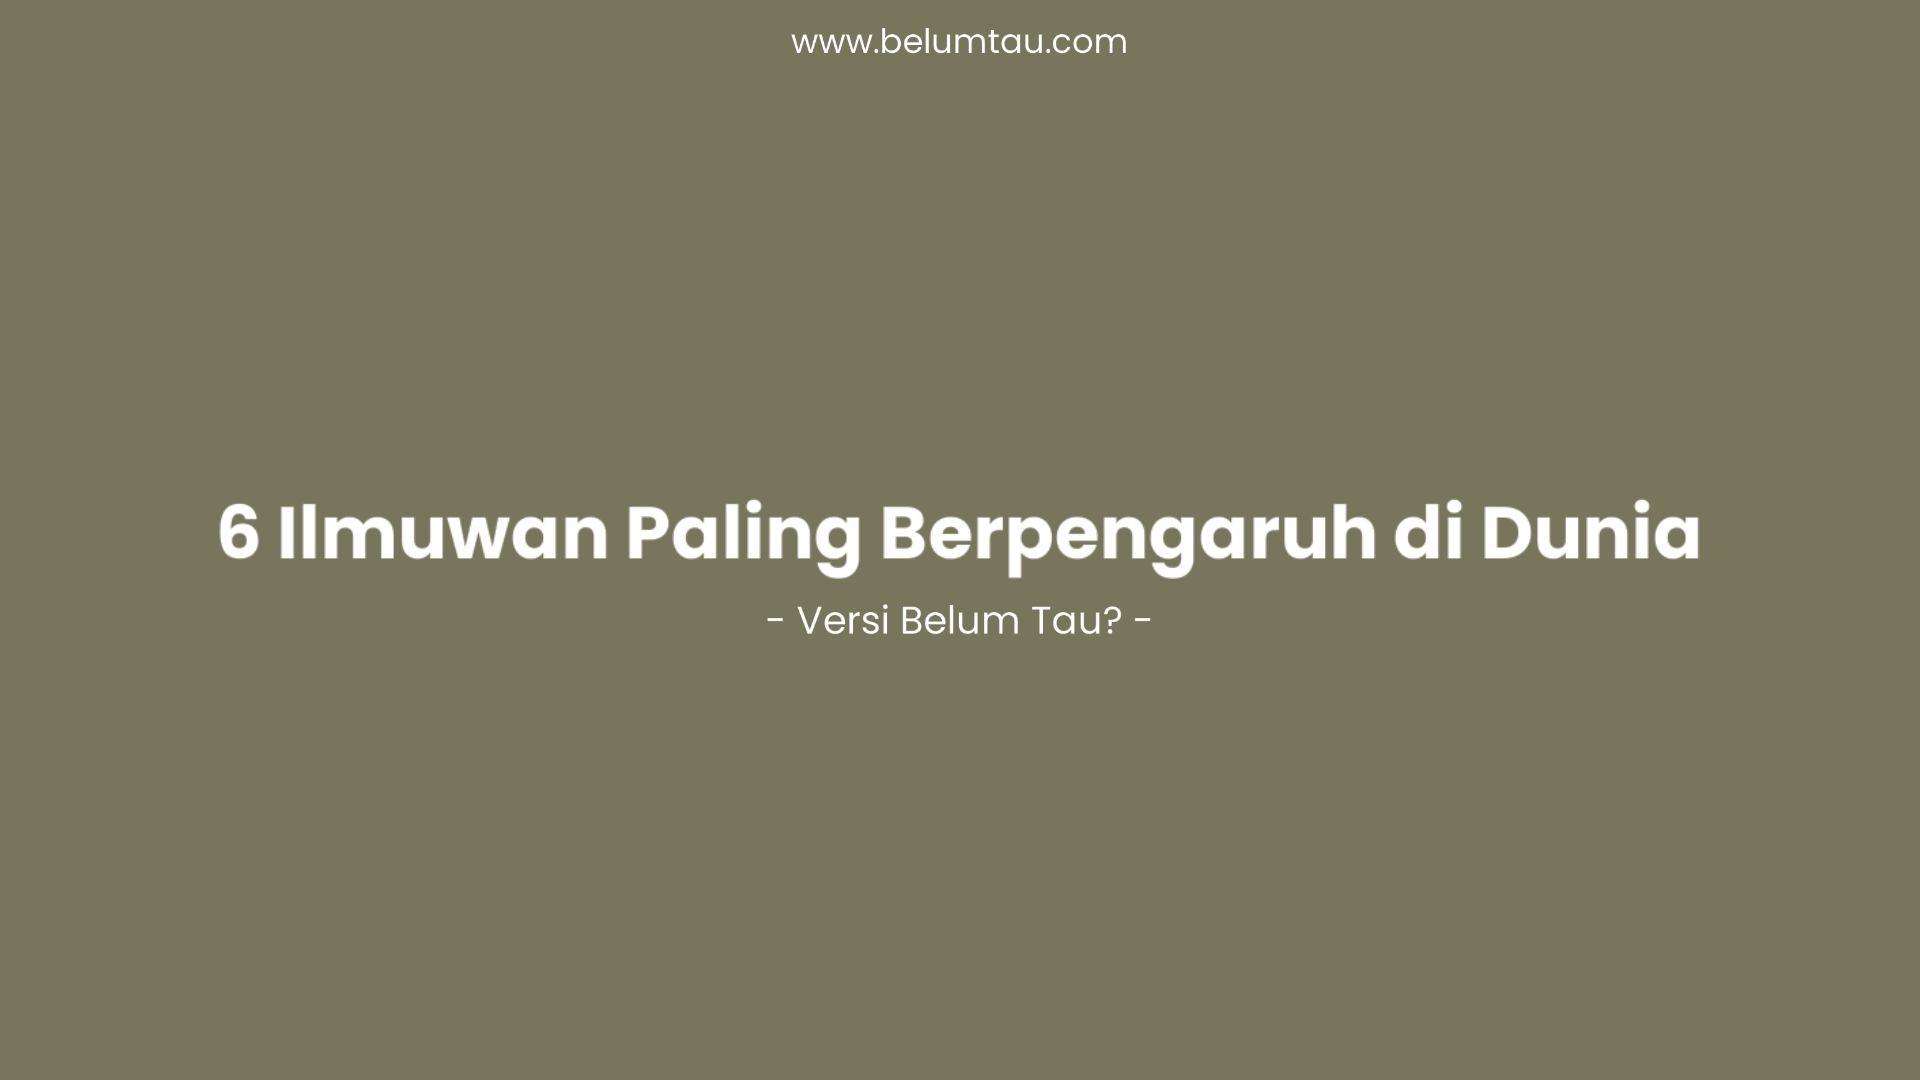 www.belumtau.com
6 Ilmuwan Paling Berpengaruh di Dunia
- Versi Belum Tau? -